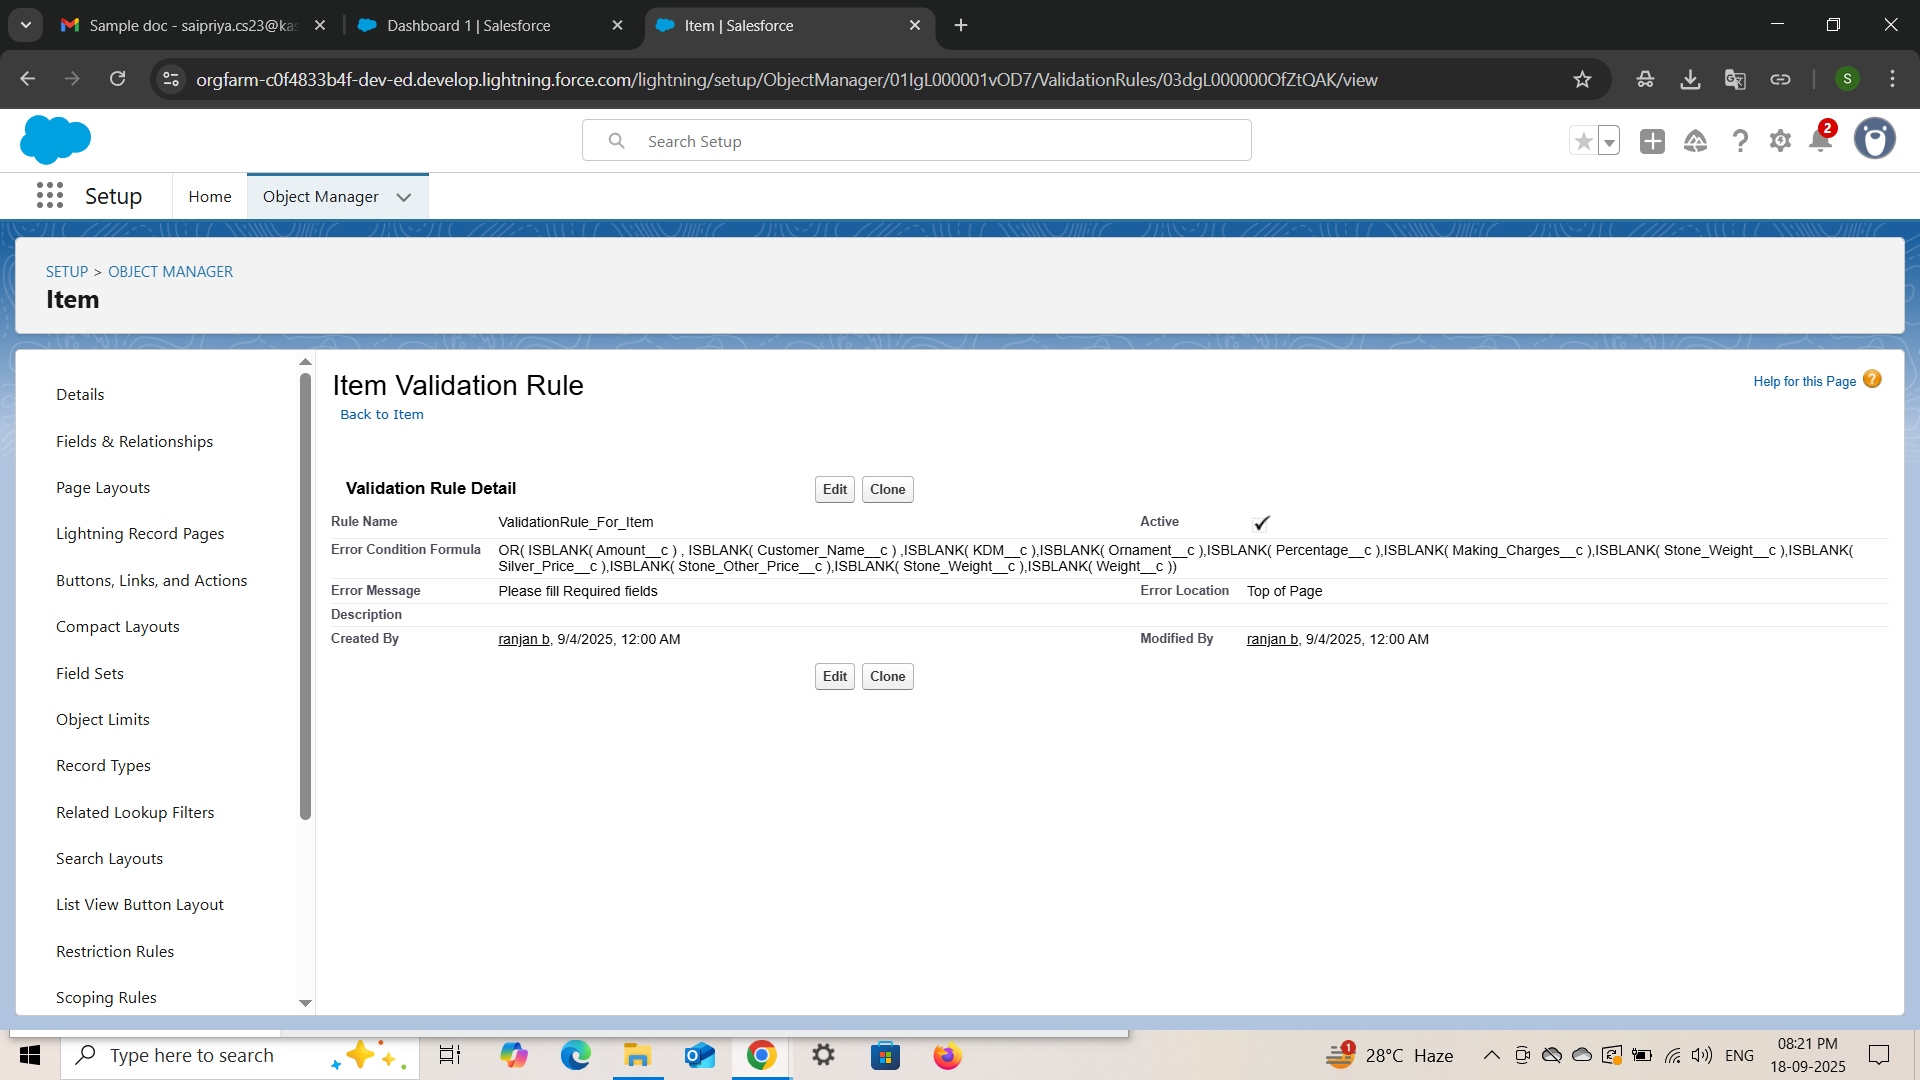 Sample doc - saipriya.cs23@kas
Dashboard 1 | Salesforce
Item | Salesforce
orgfarm-c0f4833b4f-dev-ed.develop.lightning.force.com/lightning/setup/ObjectManager/01IgL000001vOD7/ValidationRules/03dgL000000OfZtQAK/view
S
Search Setup
2
Setup
Home
Object Manager
SETUP > OBJECT MANAGER
Item
Details
Fields & Relationships
Page Layouts
Lightning Record Pages
Buttons, Links, and Actions
Compact Layouts
Field Sets
Object Limits
Record Types
Related Lookup Filters
Search Layouts
List View Button Layout
Restriction Rules
Scoping Rules
Item Validation Rule
Help for this Page ?
Back to Item
Validation Rule Detail
Edit Clone
Rule Name ValidationRule_For_Item Active
Error Condition Formula OR( ISBLANK( Amount__c ) , ISBLANK( Customer_Name__c ) ,ISBLANK( KDM__c ),ISBLANK( Ornament__c ),ISBLANK( Percentage__c ),ISBLANK( Making_Charges__c ),ISBLANK( Stone_Weight__c ),ISBLANK(
Silver_Price__c ),ISBLANK( Stone_Other_Price__c ),ISBLANK( Stone_Weight__c ),ISBLANK( Weight__c ))
Error Message Please fill Required fields Error Location Top of Page
Description
Created By ranjan b, 9/4/2025, 12:00 AM Modified By ranjan b, 9/4/2025, 12:00 AM
Edit Clone
Type here to search
1
28°C Haze
ENG
08:21 PM
18-09-2025